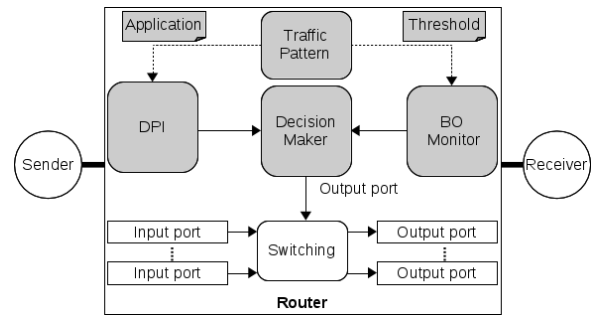 Application
Traffic
Pattern
Threshold
DPI
Decision
Maker
BO
Monitor
Sender
Receiver
Output port
Input port
Switching
Output port
Input port
Output port
Router